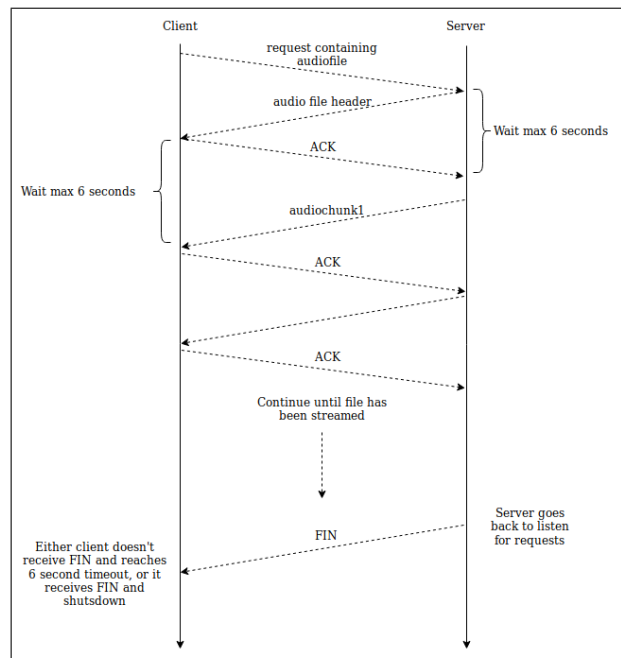 Client
Server
request containing
audiofile
audio file header
Wait max 6 seconds
ACK
Wait max 6 seconds
audiochunk1
ACK
ACK
Continue until file has
been streamed
FIN
Server goes
back to listen
for requests
Either client doesn't
receive FIN and reaches
6 second timeout, or it
receives FIN and
shutsdown